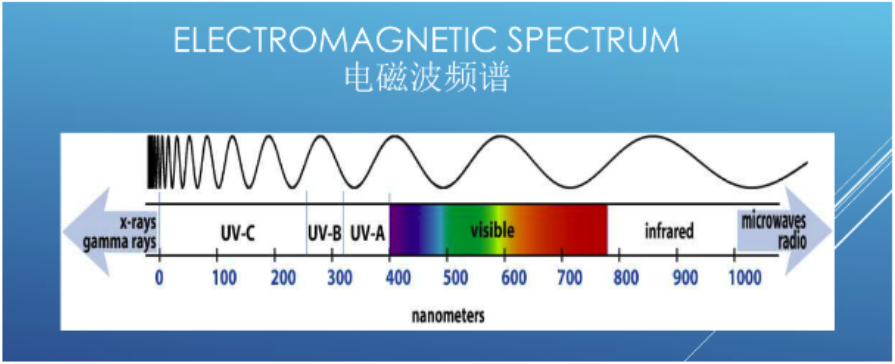 ELECTROMAGNETIC SPECTRUM
电磁波频谱
x-rays
gamma rays
UV-C
UV-B
UV-A
visible
infrared
microwaves
radio
0 100 200 300 400 500 600 700 800 900 1000
nanometers